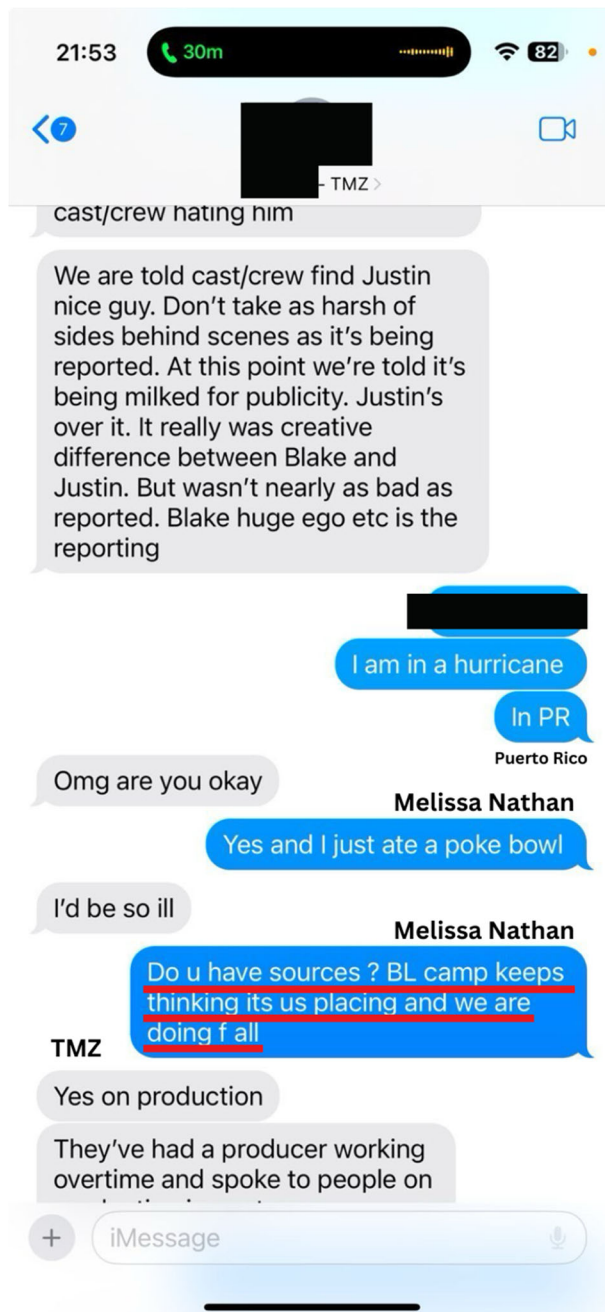 21:53
30m
82
7
- TMZ
cast/crew hating him
We are told cast/crew find Justin
nice guy. Don't take as harsh of
sides behind scenes as it's being
reported. At this point we're told it's
being milked for publicity. Justin's
over it. It really was creative
difference between Blake and
Justin. But wasn't nearly as bad as
reported. Blake huge ego etc is the
reporting
I am in a hurricane
In PR
Puerto Rico
Omg are you okay
Melissa Nathan
Yes and I just ate a poke bowl
I'd be so ill
Melissa Nathan
Do u have sources ? BL camp keeps
thinking its us placing and we are
doing f all
TMZ
Yes on production
They've had a producer working
overtime and spoke to people on
iMessage